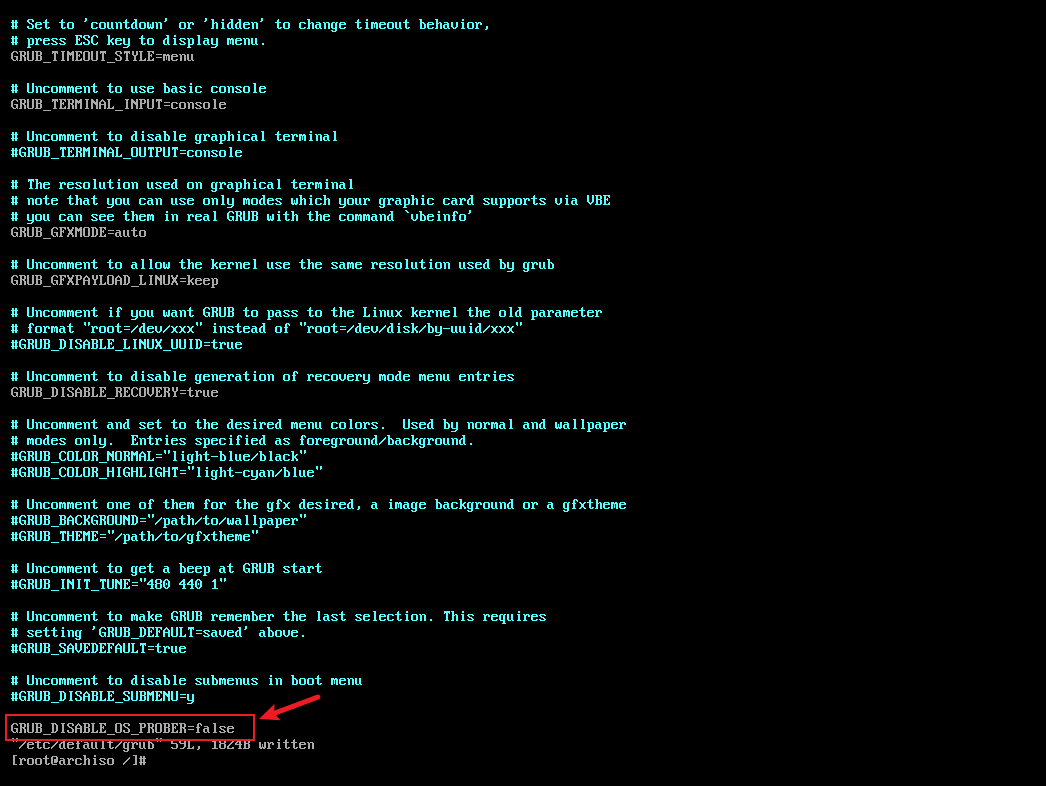 # Set to 'countdown' or 'hidden' to change timeout behavior,
# press ESC key to display menu.
GRUB_TIMEOUT_STYLE=menu
# Uncomment to use basic console
GRUB_TERMINAL_INPUT=console
# Uncomment to disable graphical terminal
#GRUB_TERMINAL_OUTPUT=console
# The resolution used on graphical terminal
# note that you can use only modes which your graphic card supports via VBE
# you can see them in real GRUB with the command `vbeinfo'
GRUB_GFXMODE=auto
# Uncomment to allow the kernel use the same resolution used by grub
GRUB_GFXPAYLOAD_LINUX=keep
# Uncomment if you want GRUB to pass to the Linux kernel the old parameter
# format "root=/dev/xxx" instead of "root=/dev/disk/by-uuid/xxx"
#GRUB_DISABLE_LINUX_UUID=true
# Uncomment to disable generation of recovery mode menu entries
GRUB_DISABLE_RECOVERY=true
# Uncomment and set to the desired menu colors.  Used by normal and wallpaper
# modes only.  Entries specified as foreground/background.
#GRUB_COLOR_NORMAL="light-blue/black"
#GRUB_COLOR_HIGHLIGHT="light-cyan/blue"
# Uncomment one of them for the gfx desired, a image background or a gfxtheme
#GRUB_BACKGROUND="/path/to/wallpaper"
#GRUB_THEME="/path/to/gfxtheme"
# Uncomment to get a beep at GRUB start
#GRUB_INIT_TUNE="480 440 1"
# Uncomment to make GRUB remember the last selection. This requires
# setting 'GRUB_DEFAULT=saved' above.
#GRUB_SAVEDEFAULT=true
# Uncomment to disable submenus in boot menu
#GRUB_DISABLE_SUBMENU=y
GRUB_DISABLE_OS_PROBER=false
"/etc/default/grub" 59L, 1824B written
[root@archiso /]#